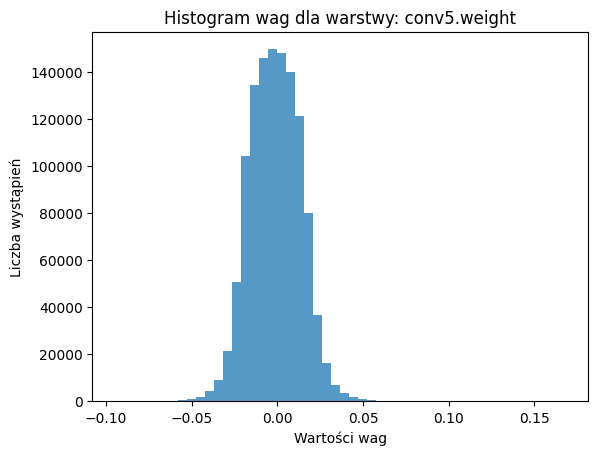 Histogram wag dla warstwy: conv5.weight
Liczba wystąpień
140000
120000
100000
80000
60000
40000
20000
0
−0.10 −0.05 0.00 0.05 0.10 0.15
Wartości wag